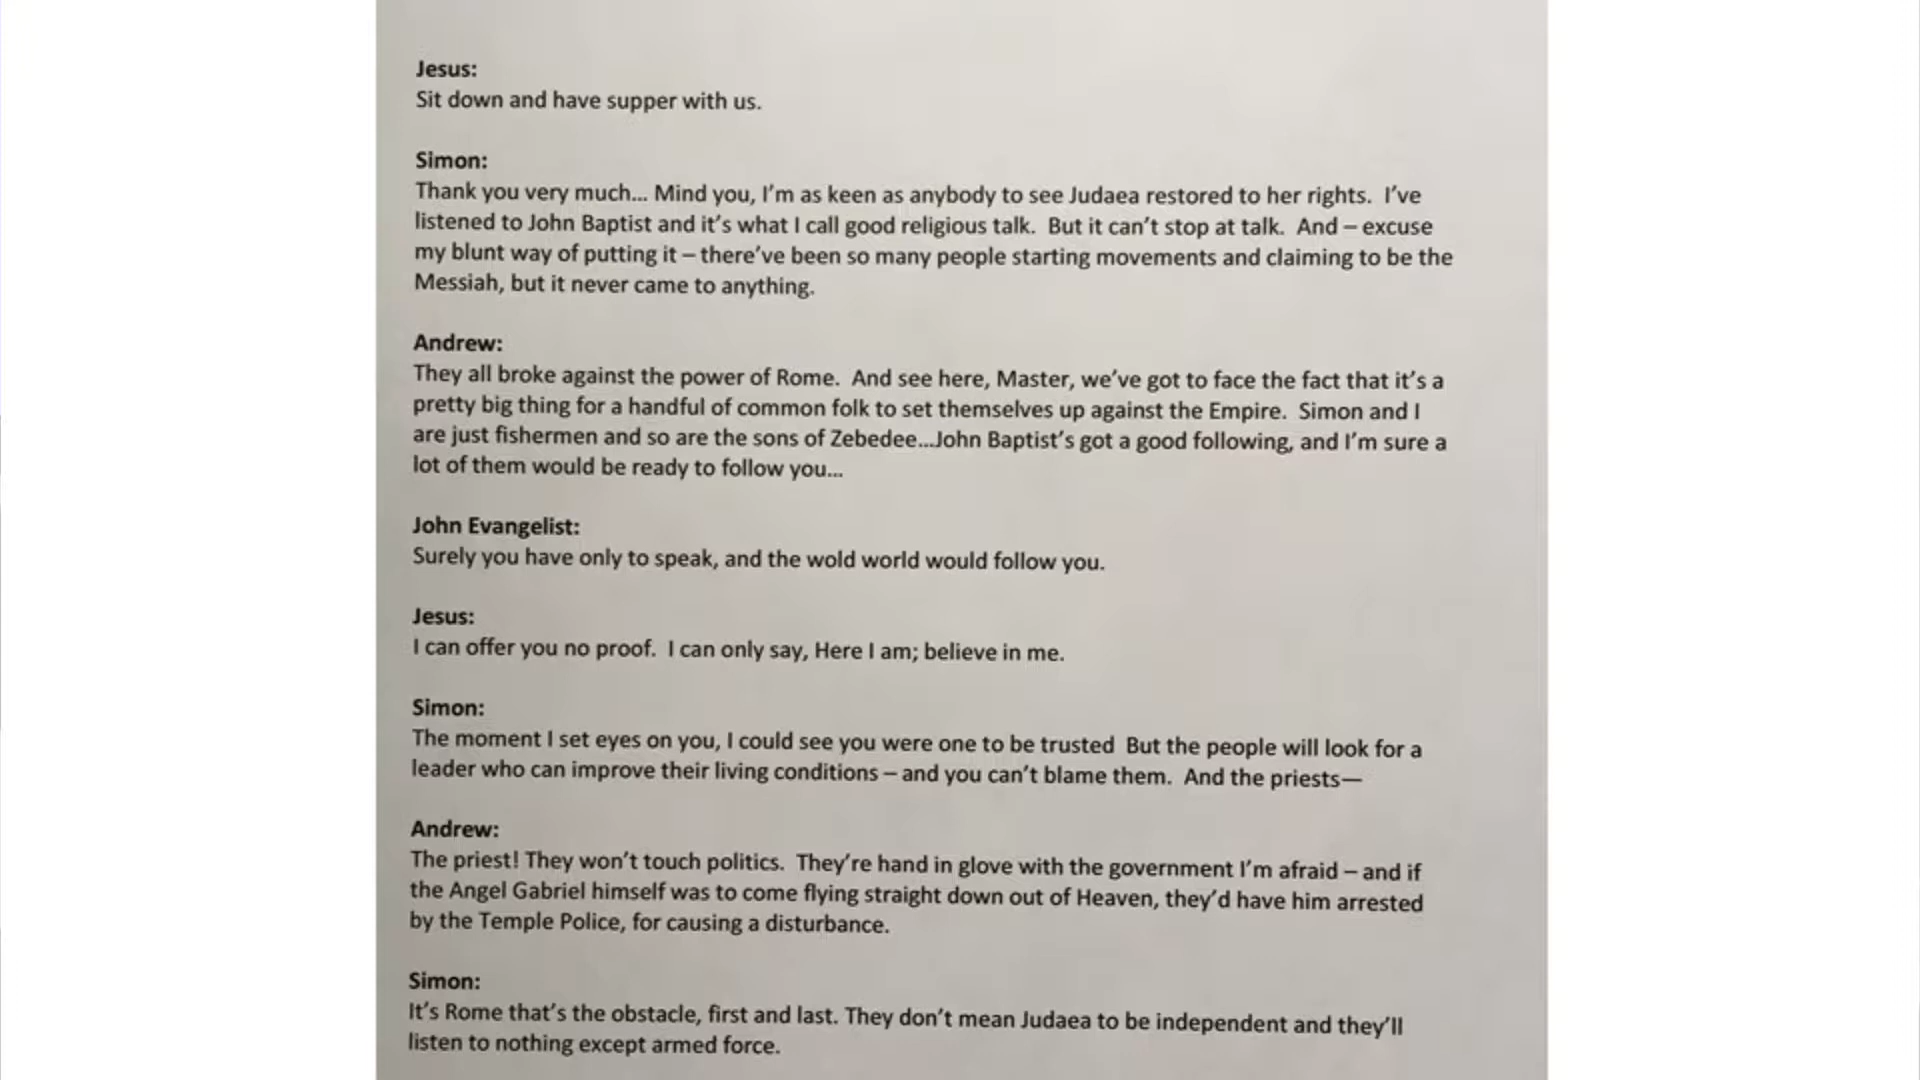 Jesus:
Sit down and have supper with us.
Simon:
Thank you very much... Mind you, I'm as keen as anybody to see Judaea restored to her rights.  I've
listened to John Baptist and it's what I call good religious talk.  But it can't stop at talk.  And – excuse
my blunt way of putting it – there've been so many people starting movements and claiming to be the
Messiah, but it never came to anything.
Andrew:
They all broke against the power of Rome.  And see here, Master, we've got to face the fact that it's a
pretty big thing for a handful of common folk to set themselves up against the Empire.  Simon and I
are just fishermen and so are the sons of Zebedee...John Baptist's got a good following, and I'm sure a
lot of them would be ready to follow you...
John Evangelist:
Surely you have only to speak, and the wold world would follow you.
Jesus:
I can offer you no proof.  I can only say, Here I am; believe in me.
Simon:
The moment I set eyes on you, I could see you were one to be trusted  But the people will look for a
leader who can improve their living conditions – and you can't blame them.  And the priests—
Andrew:
The priest! They won't touch politics.  They're hand in glove with the government I'm afraid – and if
the Angel Gabriel himself was to come flying straight down out of Heaven, they'd have him arrested
by the Temple Police, for causing a disturbance.
Simon:
It's Rome that's the obstacle, first and last. They don't mean Judaea to be independent and they'll
listen to nothing except armed force.